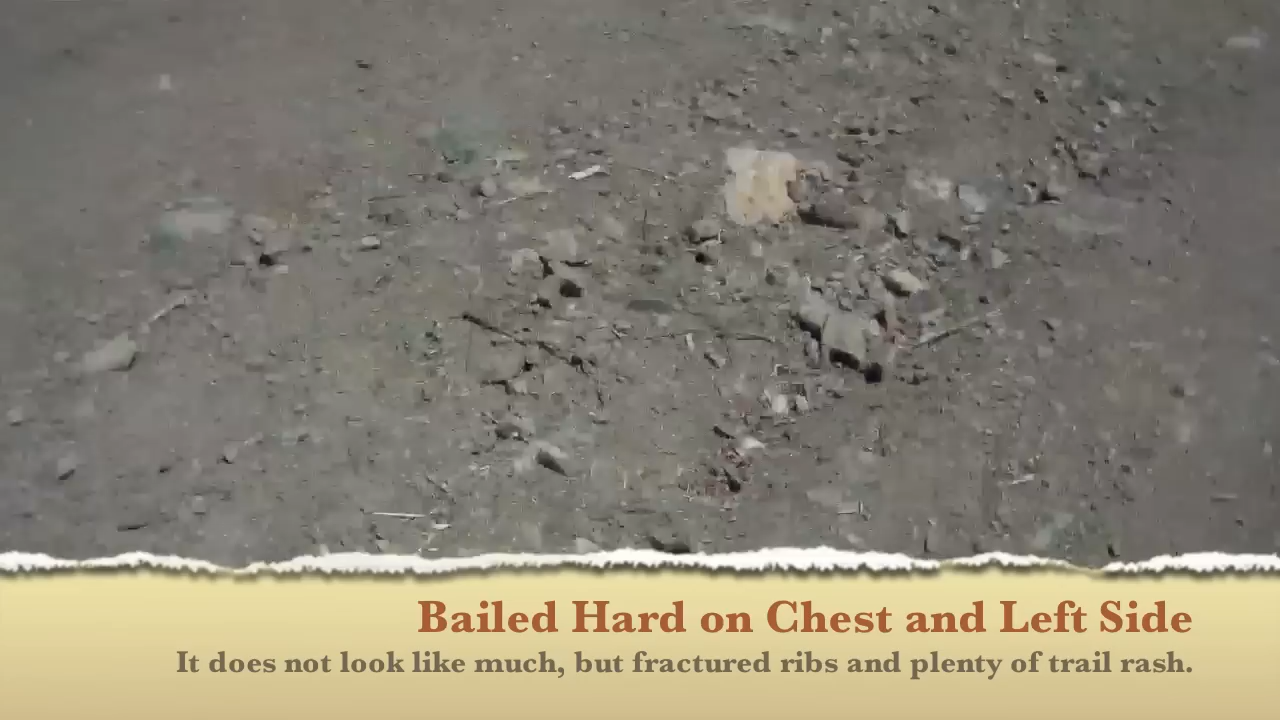 Bailed Hard on Chest and Left Side
It does not look like much, but fractured ribs and plenty of trail rash.